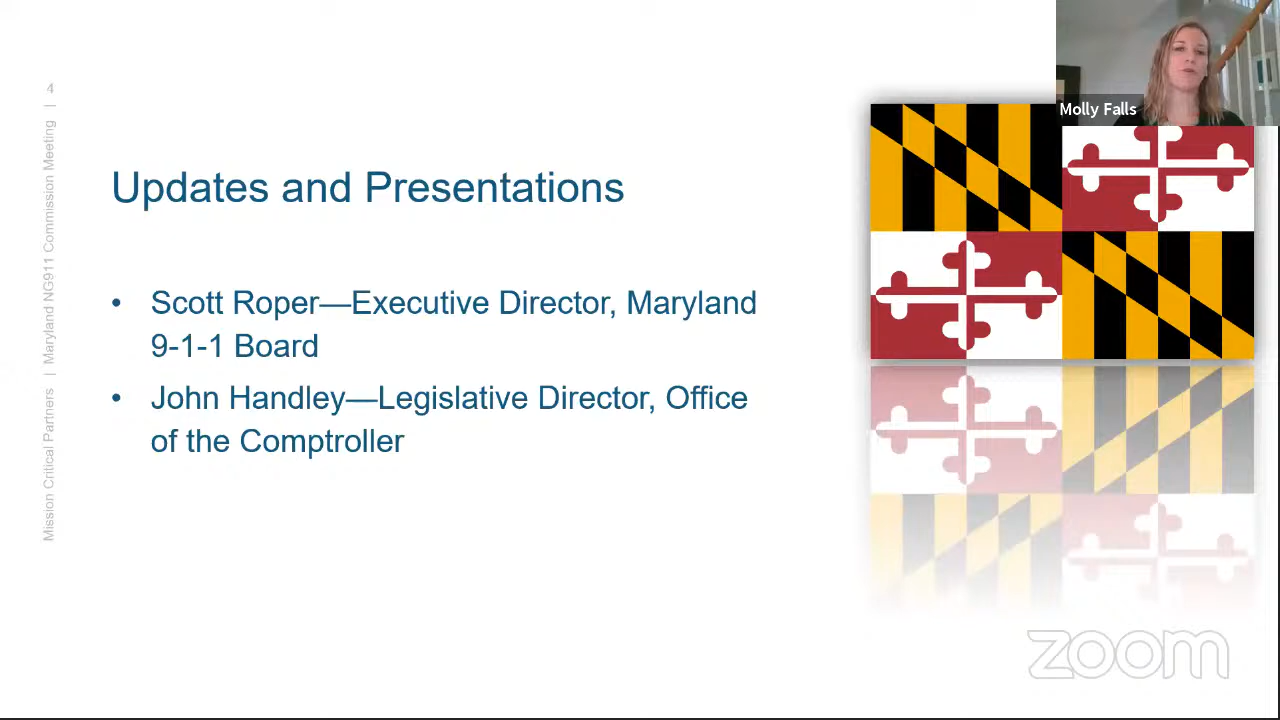 Mission Critical Partners | Maryland NG911 Commission Meeting | 4
Updates and Presentations
• Scott Roper—Executive Director, Maryland
9-1-1 Board
• John Handley—Legislative Director, Office
of the Comptroller
Molly Falls
zoom